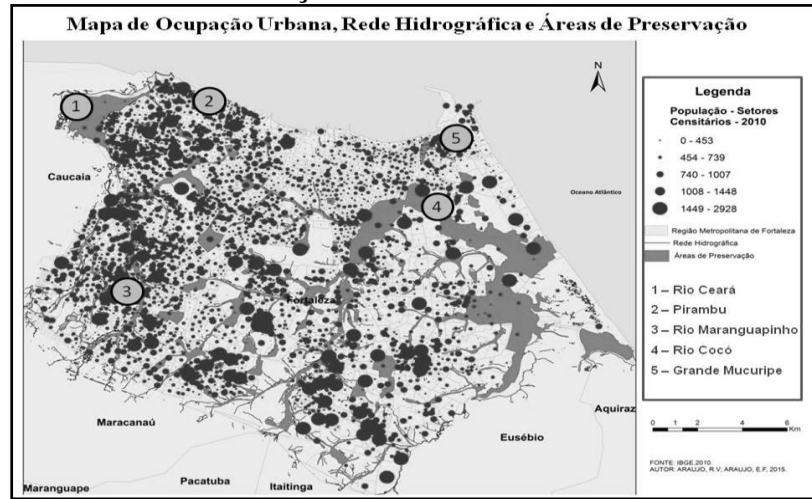 Mapa de Ocupação Urbana, Rede Hidrográfica e Áreas de Preservação
N
1
2
5
4
3
Caucaia
Oceano Atlântico
Fortaleza
Maracanaú
Aquiraz
Eusébio
Pacatuba
Itaitinga
Maranguape
Legenda
População - Setores
Censitários - 2010
0 - 453
454 - 739
740 - 1007
1008 - 1448
1449 - 2928
Região Metropolitana de Fortaleza
Rede Hidrográfica
Áreas de Preservação
1 – Rio Ceará
2 – Pirambu
3 – Rio Maranguapinho
4 – Rio Cocó
5 – Grande Mucuripe
0 1 2 4 6
Km
FONTE: IBGE,2010.
AUTOR: ARAUJO, R.V; ARAUJO, E.F, 2015.